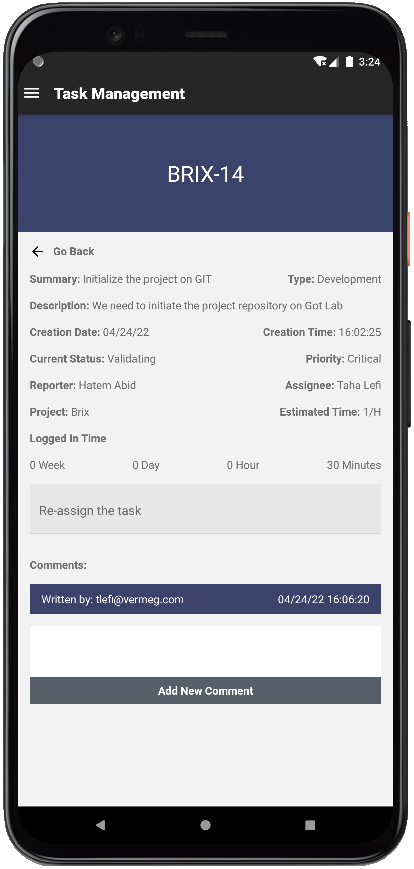 3:24
Task Management
BRIX-14
Go Back
Summary: Initialize the project on GIT Type: Development
Description: We need to initiate the project repository on Got Lab
Creation Date: 04/24/22 Creation Time: 16:02:25
Current Status: Validating Priority: Critical
Reporter: Hatem Abid Assignee: Taha Lefi
Project: Brix Estimated Time: 1/H
Logged In Time
0 Week 0 Day 0 Hour 30 Minutes
Re-assign the task
Comments:
Written by: tlefi@vermeg.com 04/24/22 16:06:20
Add New Comment